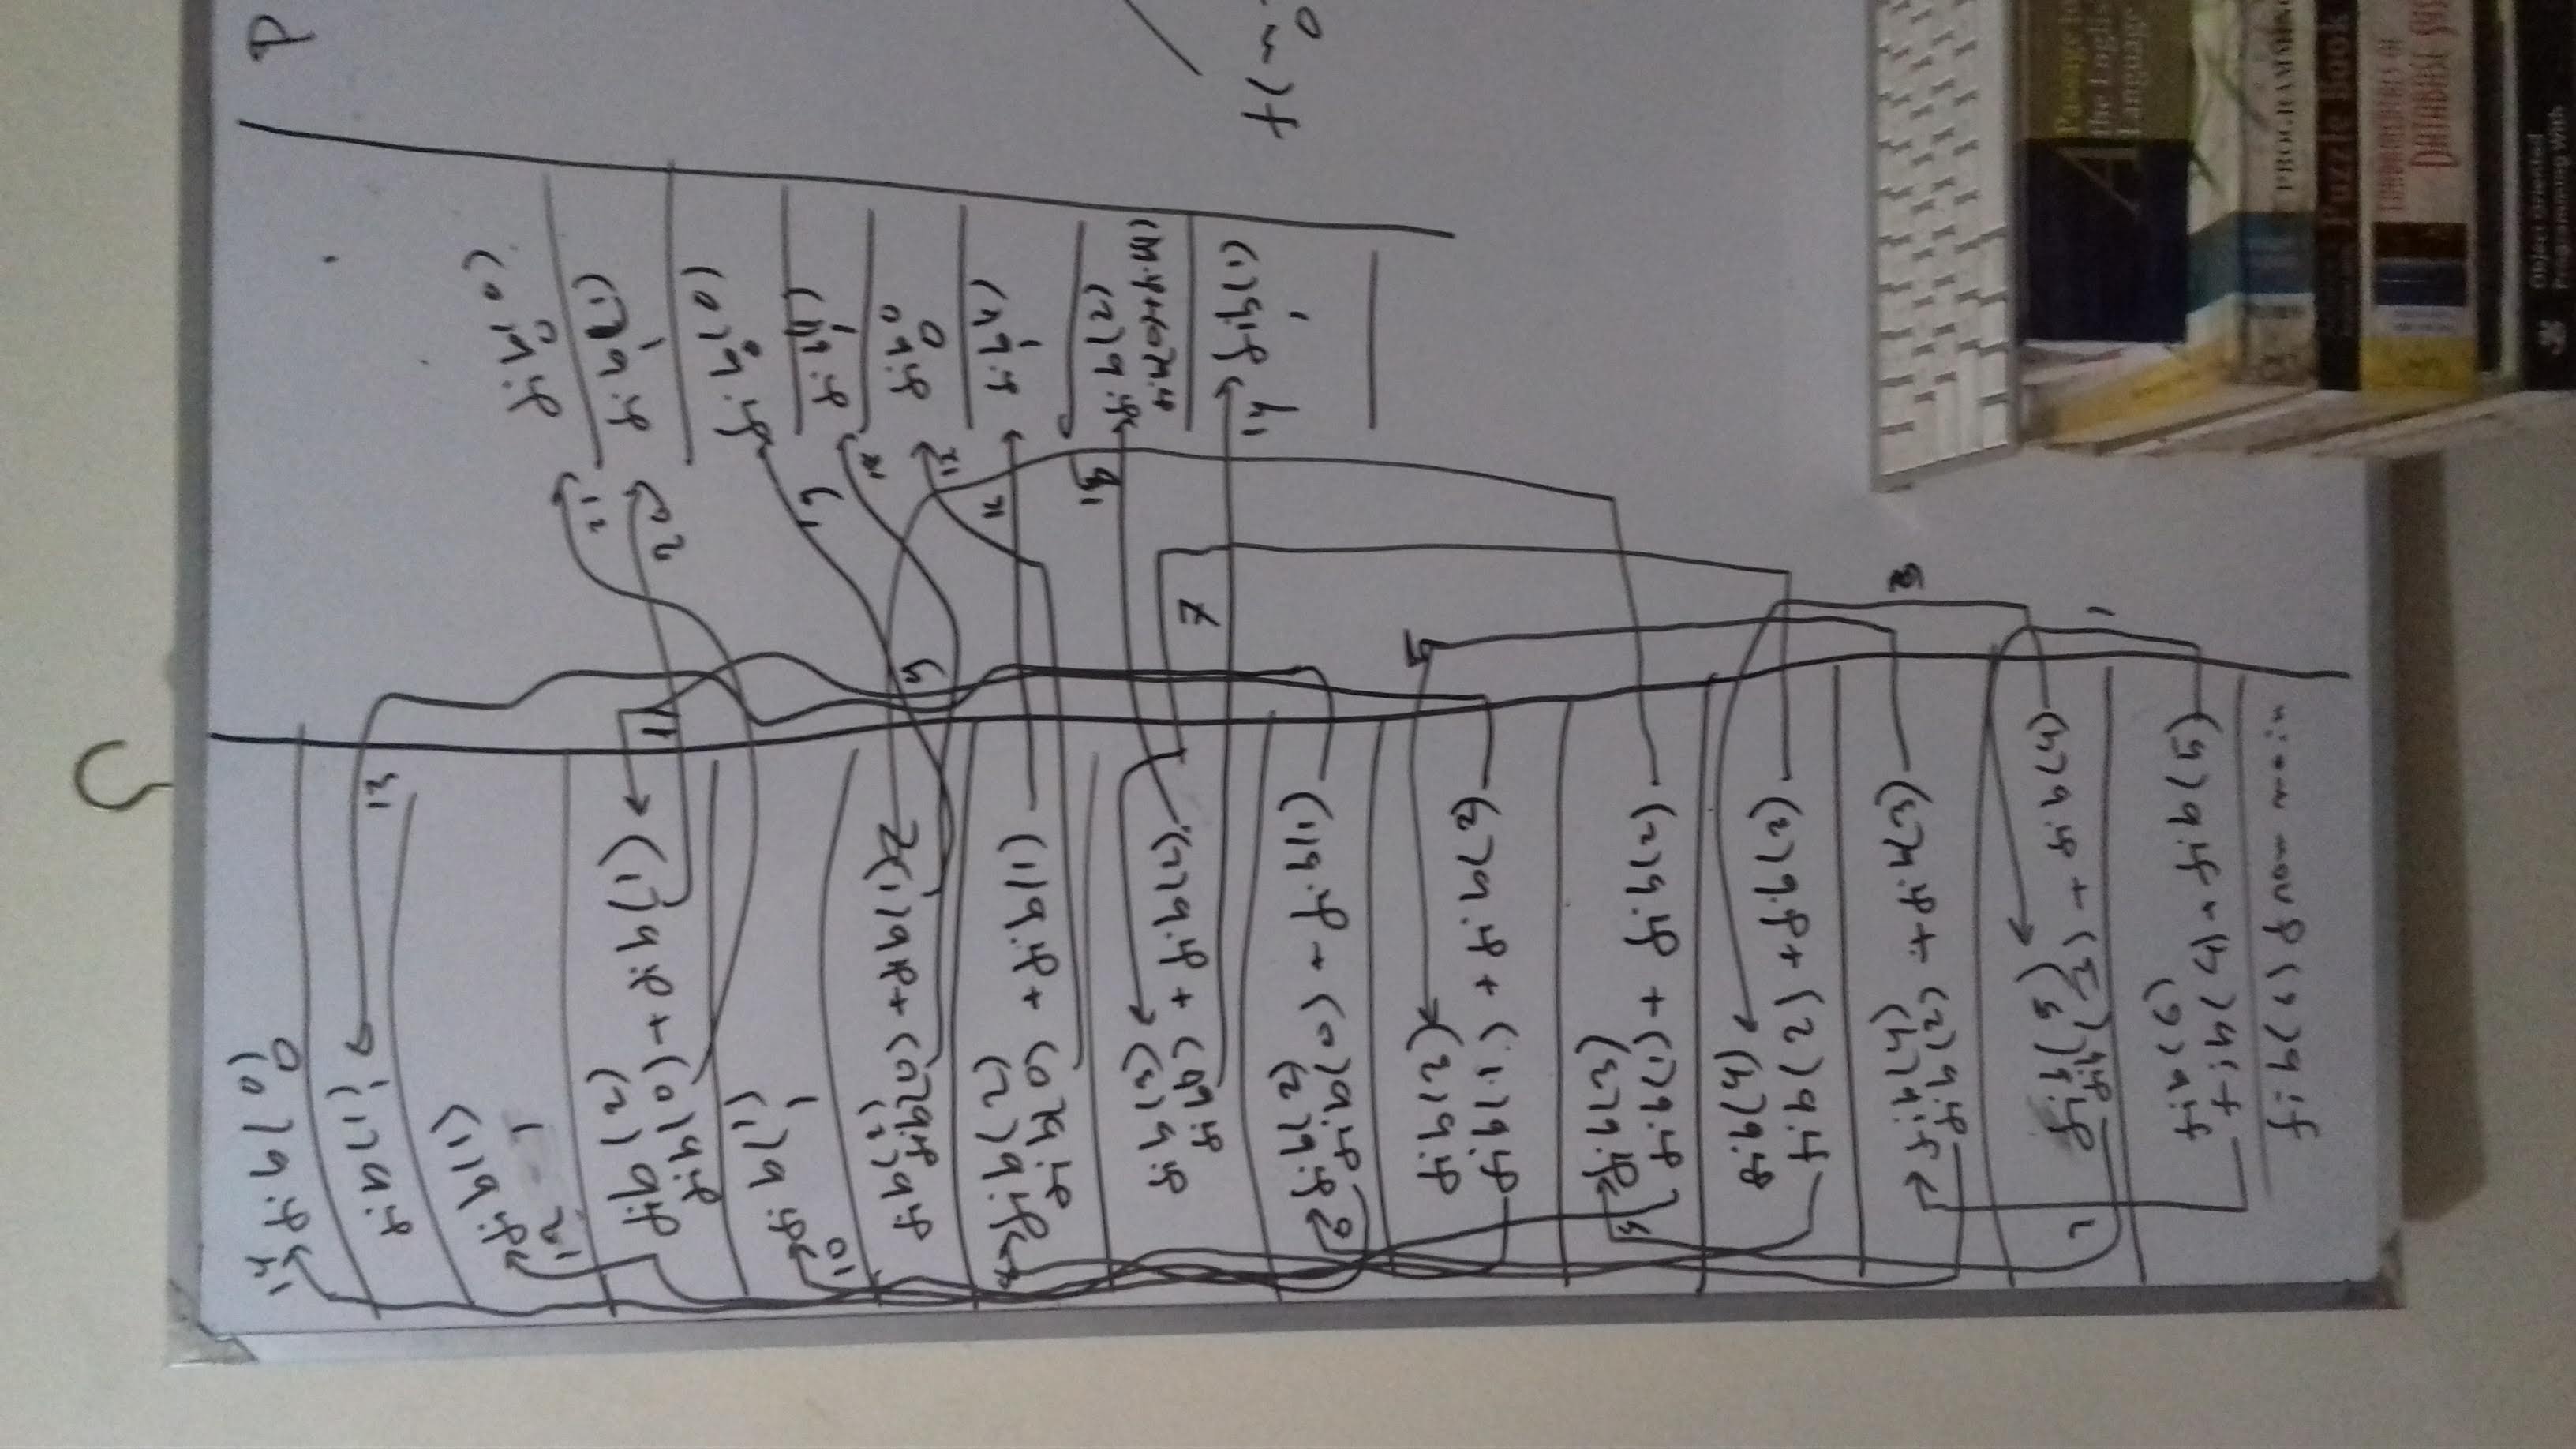 14
fib(0)
0
fib(1)
1
13
fib(1)
12
1
fib(2)
fib(0) + fib(1)
11
fib(1)
1
10
fib(2)
fib(0) + fib(1)
9
fib(2)
fib(0) + fib(1)
fib(3)
fib(1) + fib(2)
7
fib(2)
6
fib(0) + fib(1)
fib(3)
5
fib(1) + fib(2)
fib(3)
fib(1) + fib(2)
fib(4)
fib(2) + fib(3)
fib(4)
fib(2) + fib(3)
3
fib(5)
fib(3) + fib(4)
1
fib(6)
fib(4) + fib(5)
fib(6) from main
fib(0)
0
21
fib(1)
1
20
fib(0)
0
19
fib(1)
1
18
fib 0
0
fib(1)
1
16
15
fib(2)
fib(0)+fib(1)
14
fib(1)
1
P
A Passage to
the English
Language
PROGRAMMING
Puzzle Book
FUNDAMENTALS OF
DATABASE SYS
Object Oriented
Programming With